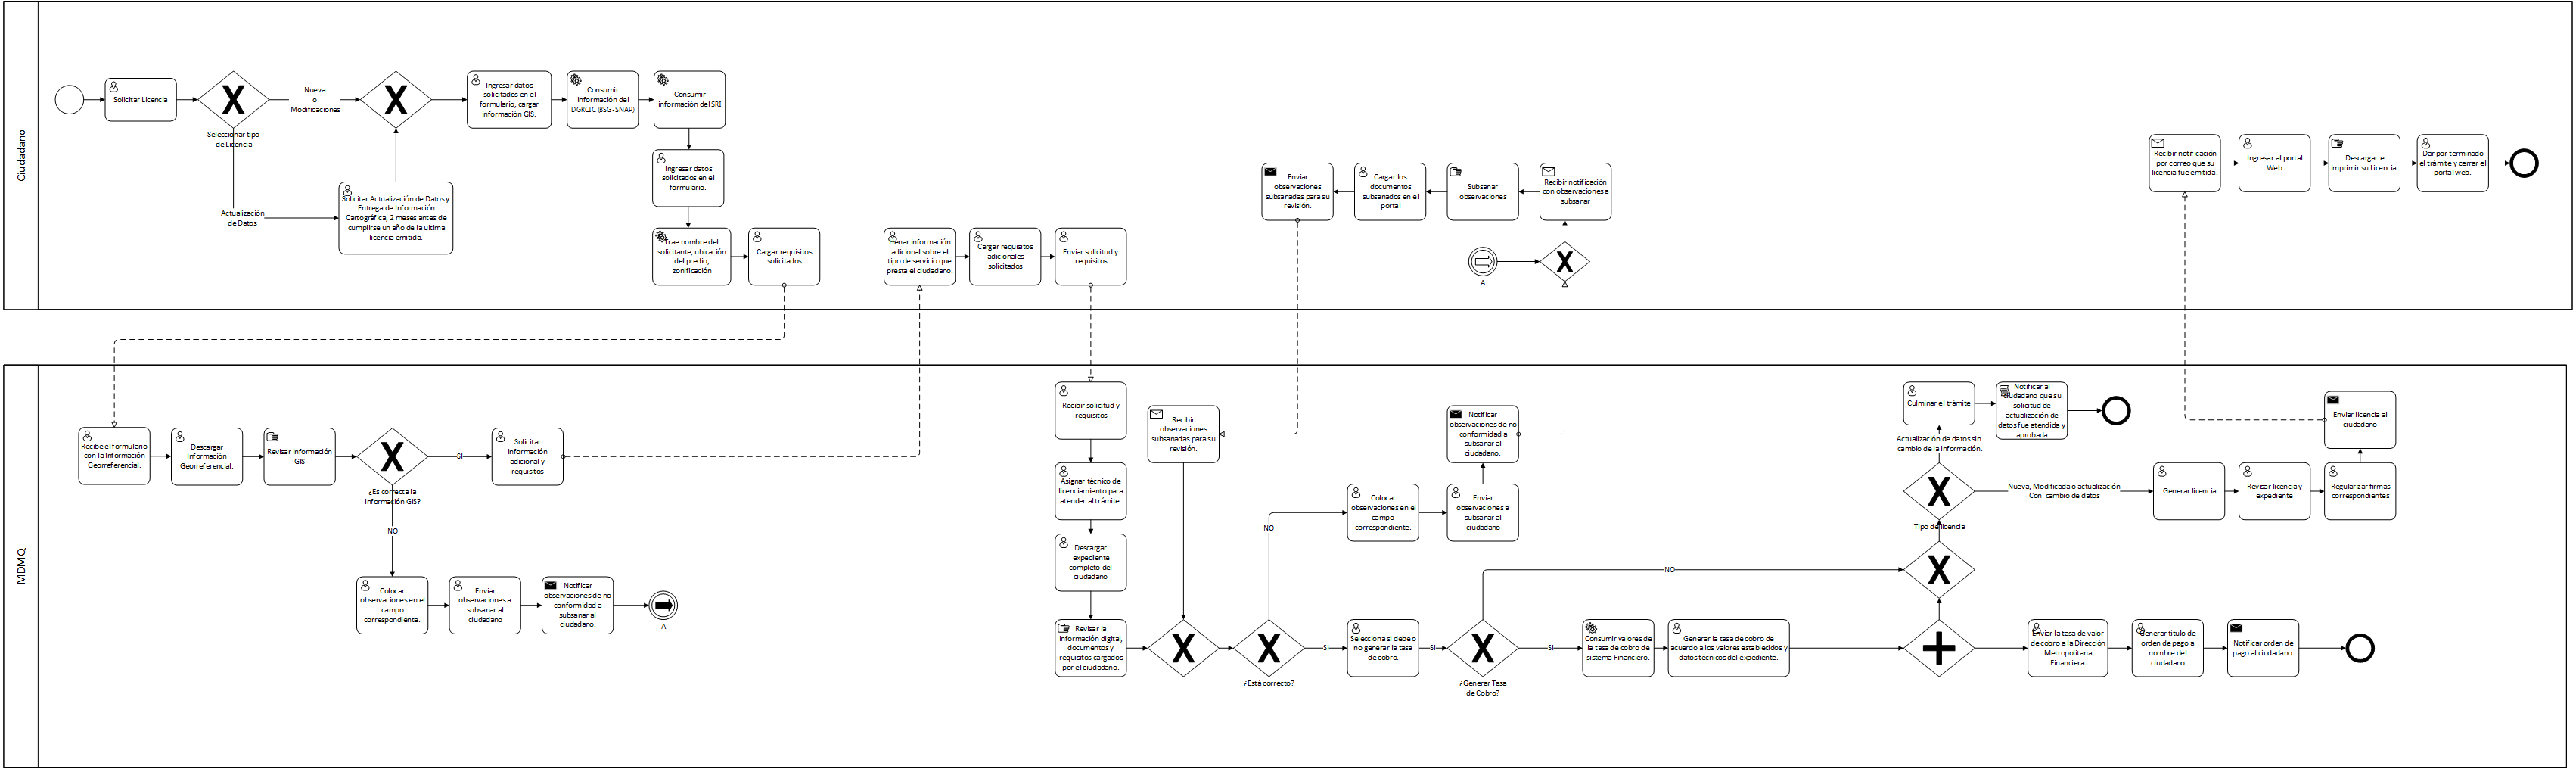 Ciudadano
Solicitar Licencia
Seleccionar tipo
de Licencia
Nueva
o
Modificaciones
Actualización
de Datos
Solicitar Actualización de Datos y
Entrega de Información
Cartográfica, 2 meses antes de
cumplirse un año de la ultima
licencia emitida.
Ingresar datos
solicitados en el
formulario, cargar
información GIS.
Consumir
información del
DGRCIC (BSG-SNAP)
Consumir
información del SRI
Ingresar datos
solicitados en el
formulario.
Trae nombre del
solicitante, ubicación
del predio,
zonificación
Cargar requisitos
solicitados
Llenar información
adicional sobre el
tipo de servicio que
presta el ciudadano.
Cargar requisitos
adicionales
solicitados
Enviar solicitud y
requisitos
Enviar
observaciones
subsanadas para su
revisión.
Cargar los
documentos
subsanados en el
portal
Subsanar
observaciones
Recibir notificación
con observaciones a
subsanar
A
Recibir notificación
por correo que su
licencia fue emitida.
Ingresar al portal
Web
Descargar e
imprimir su Licencia.
Dar por terminado
el trámite y cerrar el
portal web.
MDMQ
Recibe el formulario
con la Información
Georreferencial.
Descargar
Información
Georreferencial.
Revisar información
GIS
¿Es correcta la
Información GIS?
SI
NO
Solicitar
información
adicional y
requisitos
Colocar
observaciones en el
campo
correspondiente.
Enviar
observaciones a
subsanar al
ciudadano
Notificar
observaciones de no
conformidad a
subsanar al
ciudadano.
A
Recibir solicitud y
requisitos
Asignar técnico de
licenciamiento para
atender al trámite.
Descargar
expediente
completo del
ciudadano
Revisar la
información digital,
documentos y
requisitos cargados
por el ciudadano.
Recibir
observaciones
subsanadas para su
revisión.
¿Está correcto?
NO
SI
Colocar
observaciones en el
campo
correspondiente.
Enviar
observaciones a
subsanar al
ciudadano
Notificar
observaciones de no
conformidad a
subsanar al
ciudadano.
Selecciona si debe o
no generar la tasa
de cobro.
SI
¿Generar Tasa
de Cobro?
NO
SI
Consumir valores de
la tasa de cobro de
sistema Financiero.
Generar la tasa de cobro de
acuerdo a los valores establecidos y
datos técnicos del expediente.
Enviar la tasa de valor
de cobro a la Dirección
Metropolitana
Financiera.
Generar título de
orden de pago a
nombre del
ciudadano
Notificar orden de
pago al ciudadano.
Tipo de licencia
Actualización de datos sin
cambio de la información.
Culminar el trámite
Notificar al
ciudadano que su
solicitud de
actualización de
datos fue atendida y
aprobada
Nueva, Modificada o actualización
Con cambio de datos
Generar licencia
Revisar licencia y
expediente
Regularizar firmas
correspondientes
Enviar licencia al
ciudadano